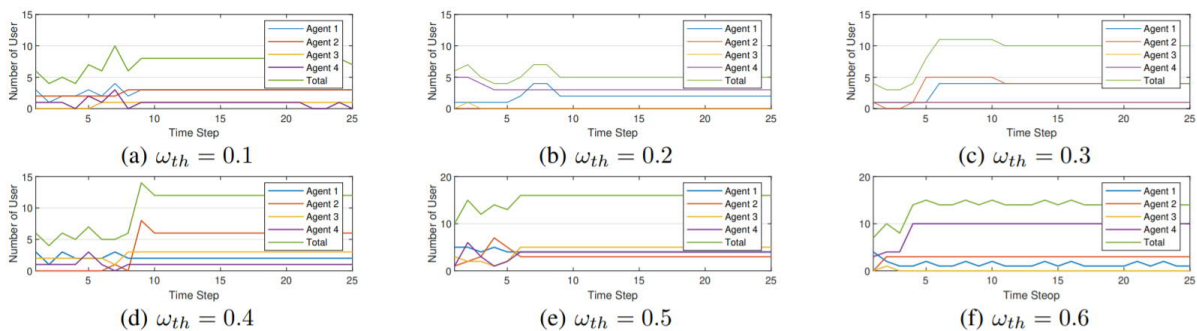 15
10
5
0
Number of User
5
10
15
20
25
Time Step
Agent 1
Agent 2
Agent 3
Agent 4
Total
(a) ω_th = 0.1
15
10
5
0
Number of User
5
10
15
20
25
Time Step
Agent 1
Agent 2
Agent 3
Agent 4
Total
(b) ω_th = 0.2
15
10
5
0
Number of User
5
10
15
20
25
Time Step
Agent 1
Agent 2
Agent 3
Agent 4
Total
(c) ω_th = 0.3
15
10
5
0
Number of User
5
10
15
20
25
Time Step
Agent 1
Agent 2
Agent 3
Agent 4
Total
(d) ω_th = 0.4
20
10
0
Number of User
5
10
15
20
25
Time Step
Agent 1
Agent 2
Agent 3
Agent 4
Total
(e) ω_th = 0.5
20
10
0
Number of User
5
10
15
20
25
Time Steop
Agent 1
Agent 2
Agent 3
Agent 4
Total
(f) ω_th = 0.6